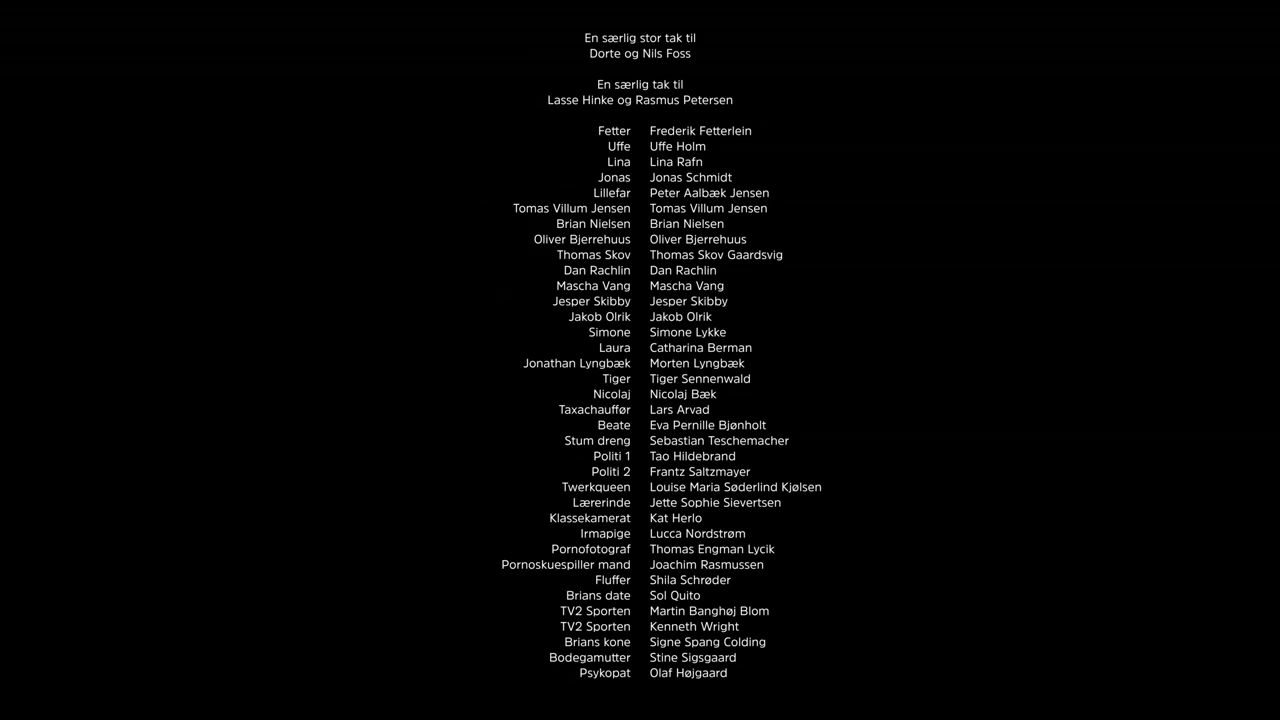 En særlig stor tak til
Dorte og Nils Foss
En særlig tak til
Lasse Hinke og Rasmus Petersen
Fetter Frederik Fetterlein
Uffe Uffe Holm
Lina Lina Rafn
Jonas Jonas Schmidt
Lillefar Peter Aalbæk Jensen
Tomas Villum Jensen Tomas Villum Jensen
Brian Nielsen Brian Nielsen
Oliver Bjerrehuus Oliver Bjerrehuus
Thomas Skov Thomas Skov Gaardsvig
Dan Rachlin Dan Rachlin
Mascha Vang Mascha Vang
Jesper Skibby Jesper Skibby
Jakob Olrik Jakob Olrik
Simone Simone Lykke
Laura Catharina Berman
Jonathan Lyngbæk Morten Lyngbæk
Tiger Tiger Sennenwald
Nicolaj Nicolaj Bæk
Taxachauffør Lars Arvad
Beate Eva Pernille Bjønholt
Stum dreng Sebastian Teschemacher
Politi 1 Tao Hildebrand
Politi 2 Frantz Saltzmayer
Twerkqueen Louise Maria Søderlind Kjølsen
Lærerinde Jette Sophie Sievertsen
Klassekamerat Kat Herlo
Irmapige Lucca Nordstrøm
Pornofotograf Thomas Engman Lycik
Pornoskuespiller mand Joachim Rasmussen
Fluffer Shila Schrøder
Brians date Sol Quito
TV2 Sporten Martin Banghøj Blom
TV2 Sporten Kenneth Wright
Brians kone Signe Spang Colding
Bodegamutter Stine Sigsgaard
Psykopat Olaf Højgaard